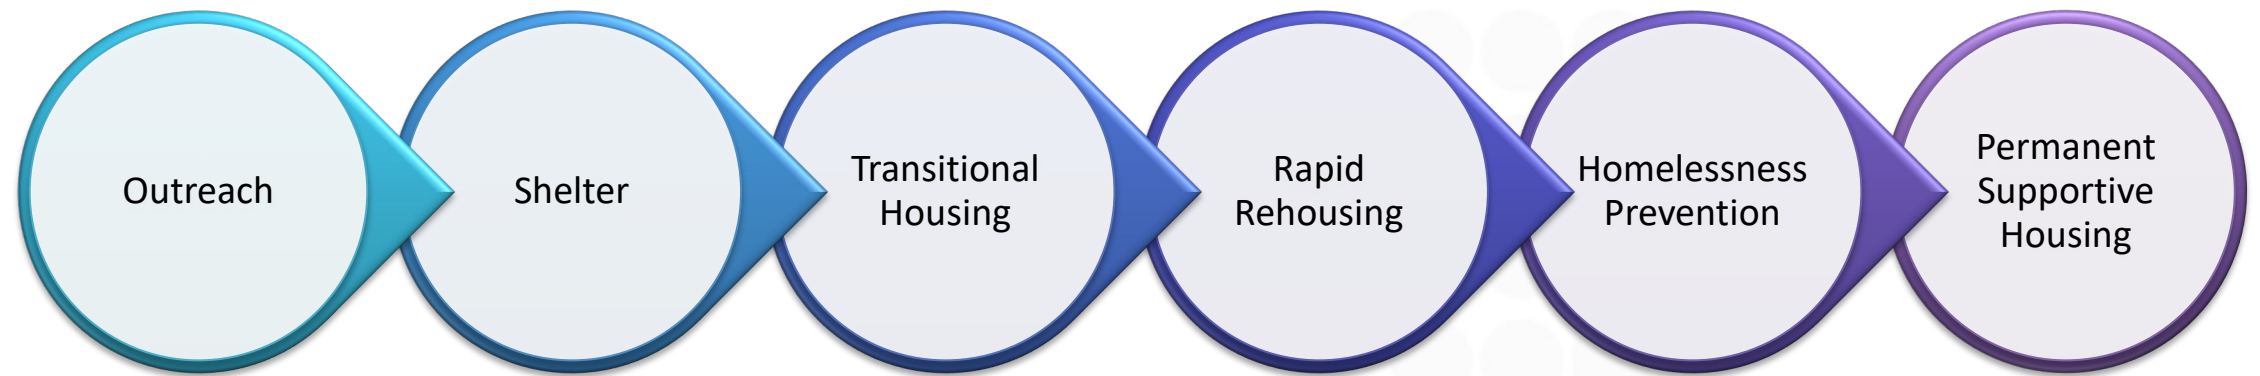 Outreach
Shelter
Transitional
Housing
Rapid
Rehousing
Homelessness
Prevention
Permanent
Supportive
Housing